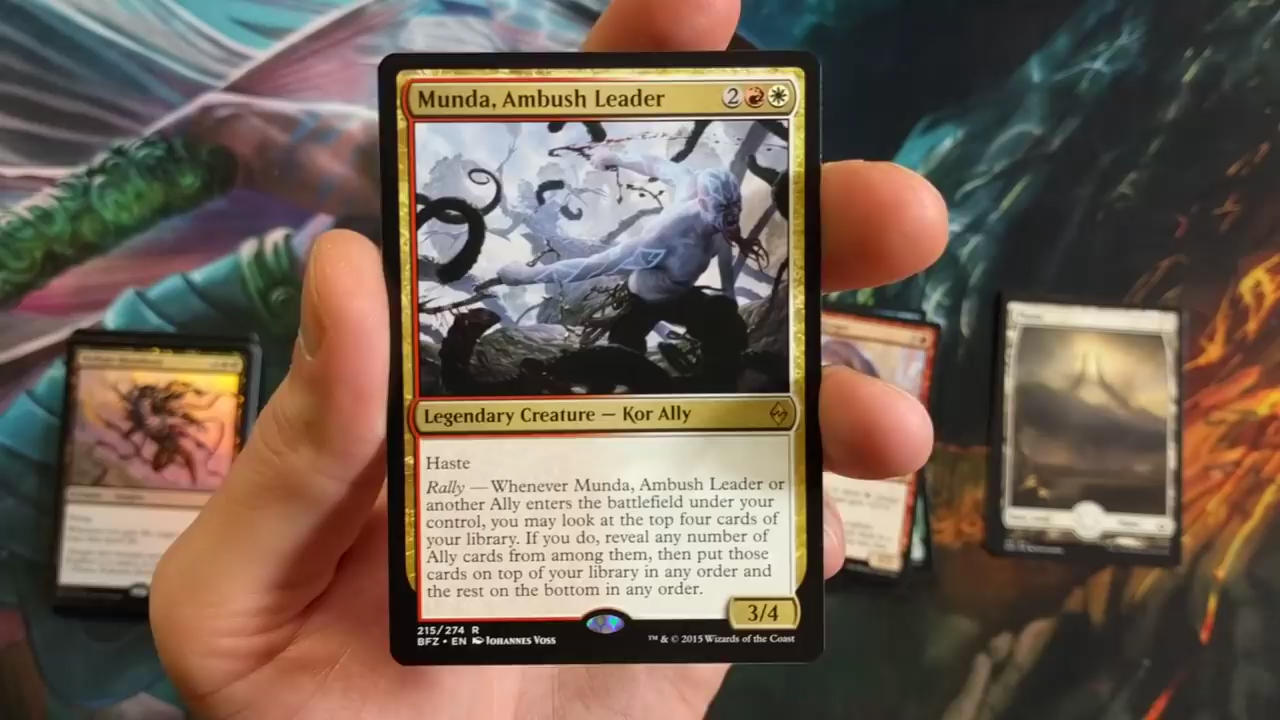 Munda, Ambush Leader 2
Legendary Creature — Kor Ally
Haste
Rally — Whenever Munda, Ambush Leader or
another Ally enters the battlefield under your
control, you may look at the top four cards of
your library. If you do, reveal any number of
Ally cards from among them, then put those
cards on top of your library in any order and
the rest on the bottom in any order.
3/4
215/274 R
BFZ • EN Johannes Voss
™ & © 2015 Wizards of the Coast